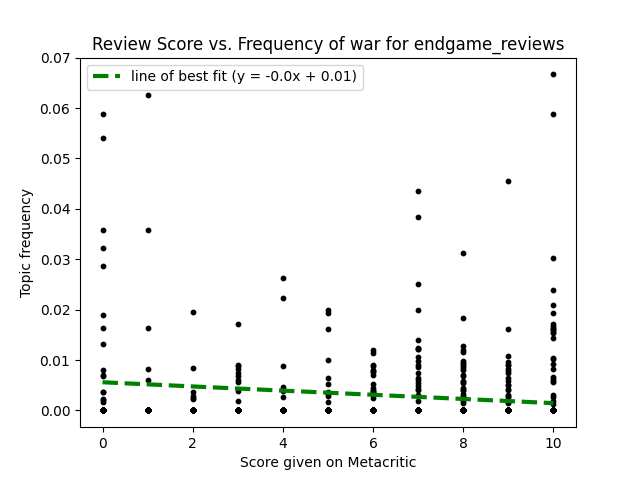 Review Score vs. Frequency of war for endgame_reviews
line of best fit (y = -0.0x + 0.01)
0.07
0.06
0.05
0.04
0.03
0.02
0.01
0.00
Topic frequency
0 2 4 6 8 10
Score given on Metacritic